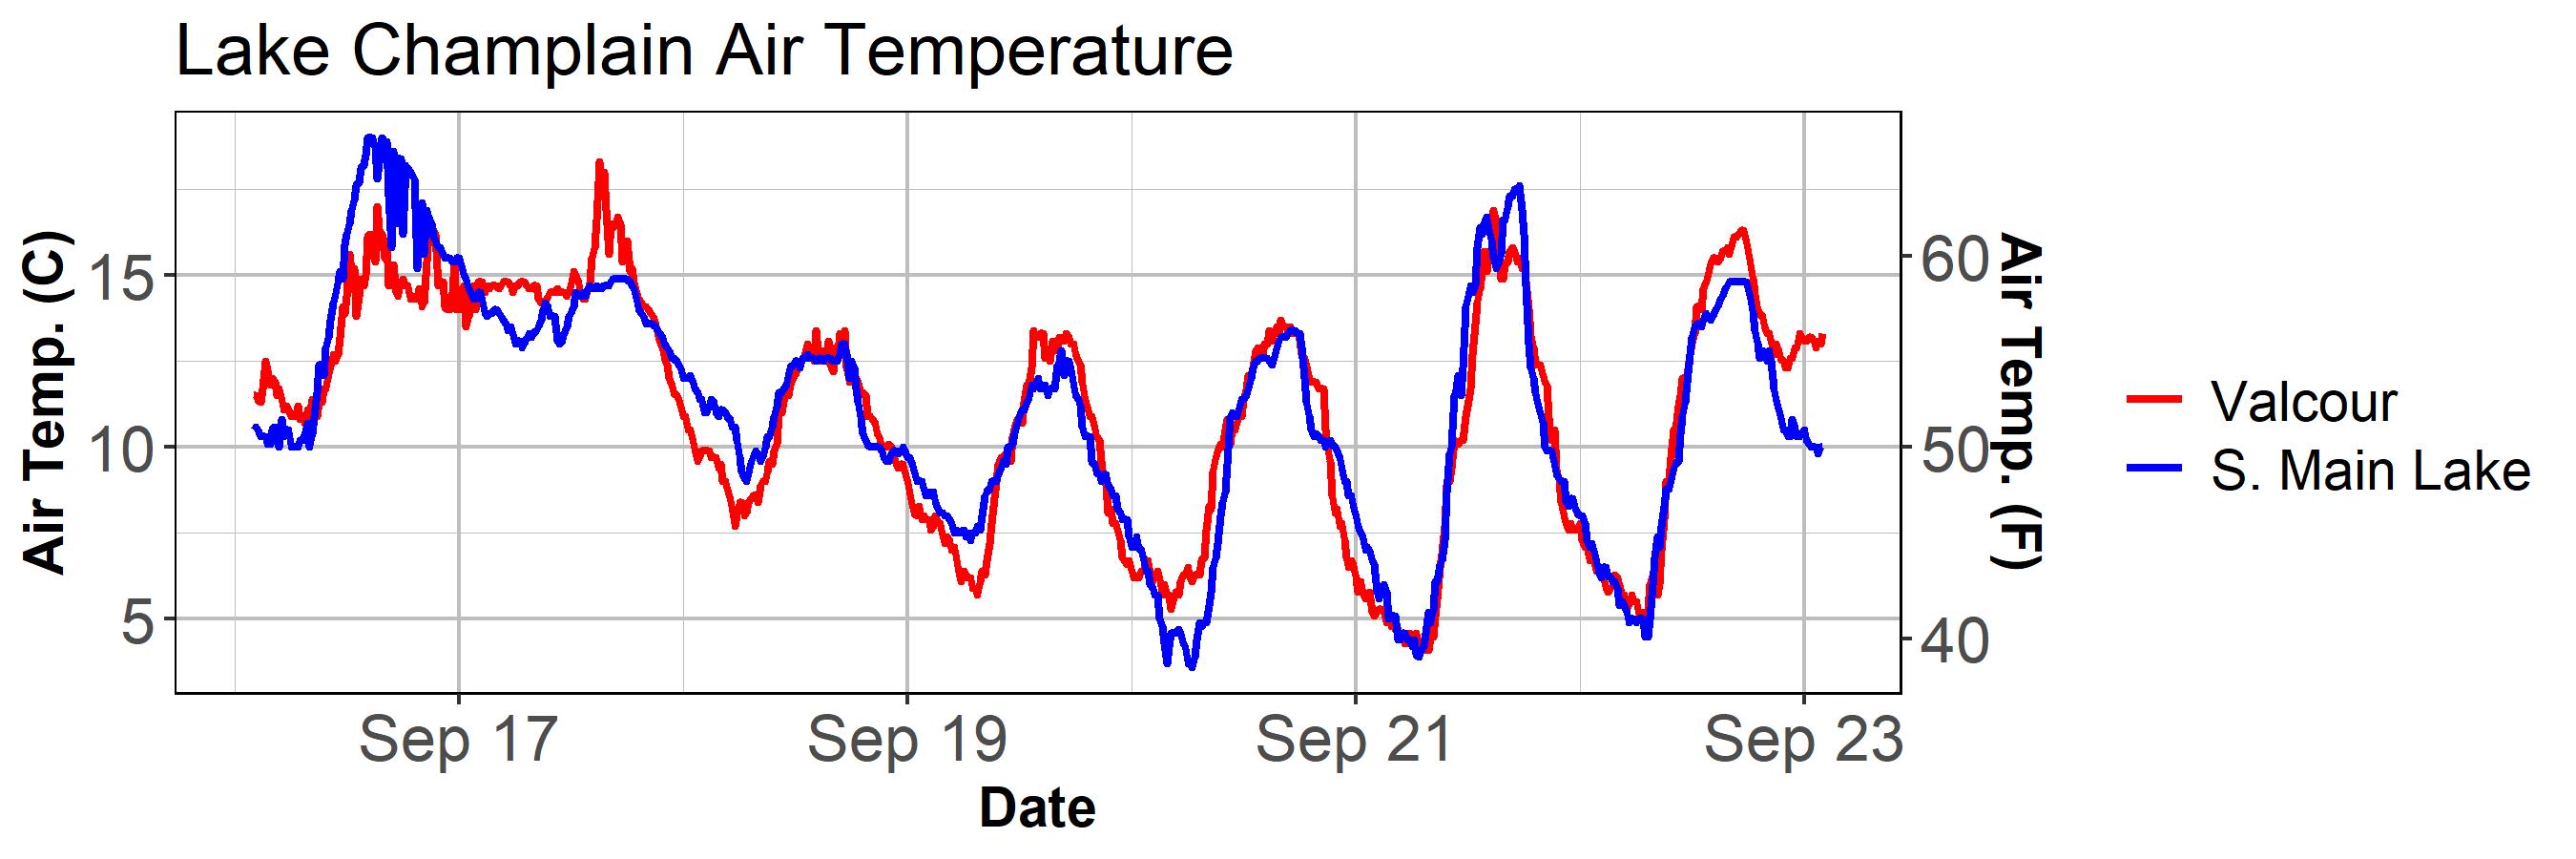 Lake Champlain Air Temperature
Air Temp. (C)
15
10
5
60
50
40
Air Temp. (F)
Sep 17
Sep 19
Sep 21
Sep 23
Date
Valcour
S. Main Lake